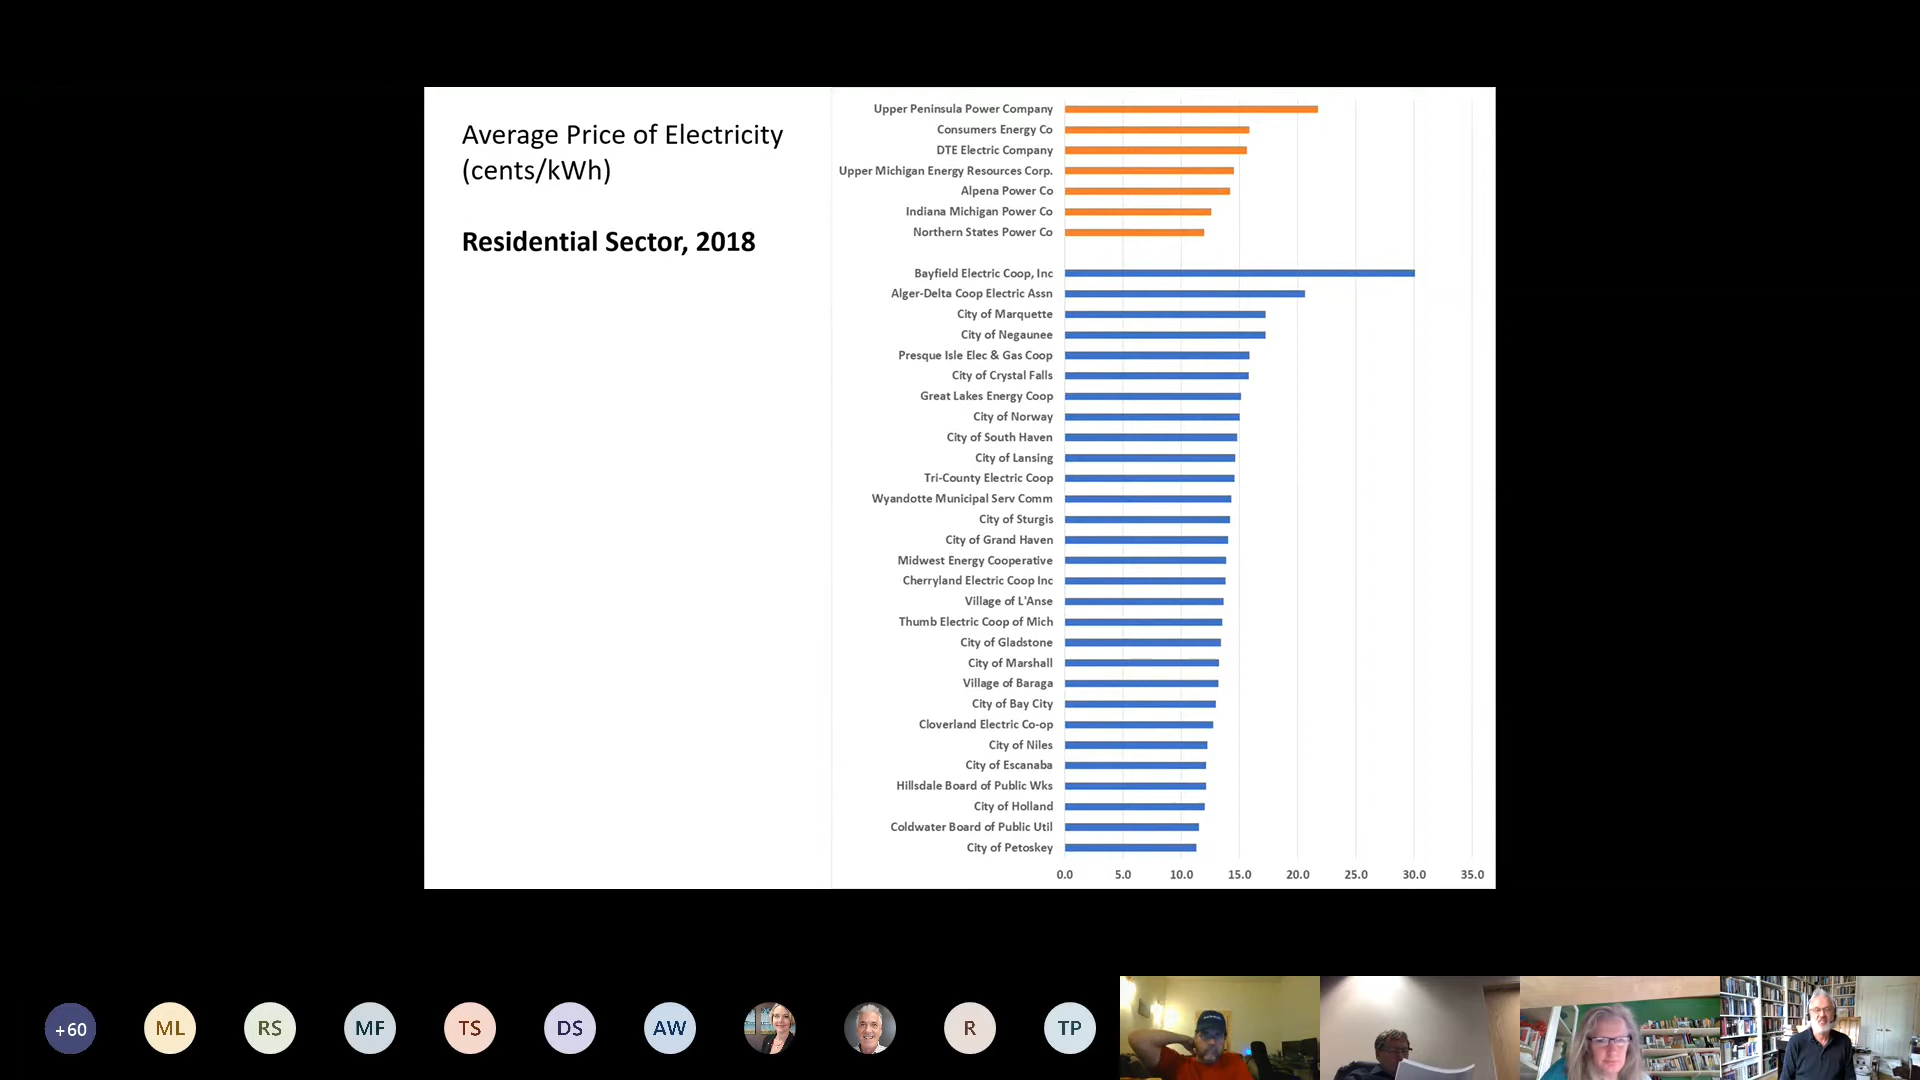 Average Price of Electricity
(cents/kWh)
Residential Sector, 2018
Upper Peninsula Power Company
Consumers Energy Co
DTE Electric Company
Upper Michigan Energy Resources Corp.
Alpena Power Co
Indiana Michigan Power Co
Northern States Power Co
Bayfield Electric Coop, Inc
Alger-Delta Coop Electric Assn
City of Marquette
City of Negaunee
Presque Isle Elec & Gas Coop
City of Crystal Falls
Great Lakes Energy Coop
City of Norway
City of South Haven
City of Lansing
Tri-County Electric Coop
Wyandotte Municipal Serv Comm
City of Sturgis
City of Grand Haven
Midwest Energy Cooperative
Cherryland Electric Coop Inc
Village of L'Anse
Thumb Electric Coop of Mich
City of Gladstone
City of Marshall
Village of Baraga
City of Bay City
Cloverland Electric Co-op
City of Niles
City of Escanaba
Hillsdale Board of Public Wks
City of Holland
Coldwater Board of Public Util
City of Petoskey
0.0 5.0 10.0 15.0 20.0 25.0 30.0 35.0
+60 ML RS MF TS DS AW R TP